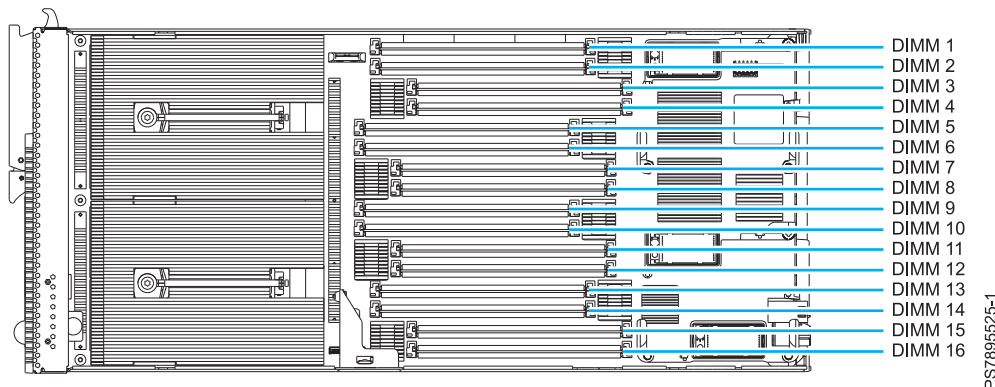 DIMM 1
DIMM 2
DIMM 3
DIMM 4
DIMM 5
DIMM 6
DIMM 7
DIMM 8
DIMM 9
DIMM 10
DIMM 11
DIMM 12
DIMM 13
DIMM 14
DIMM 15
DIMM 16
PS7895525-1